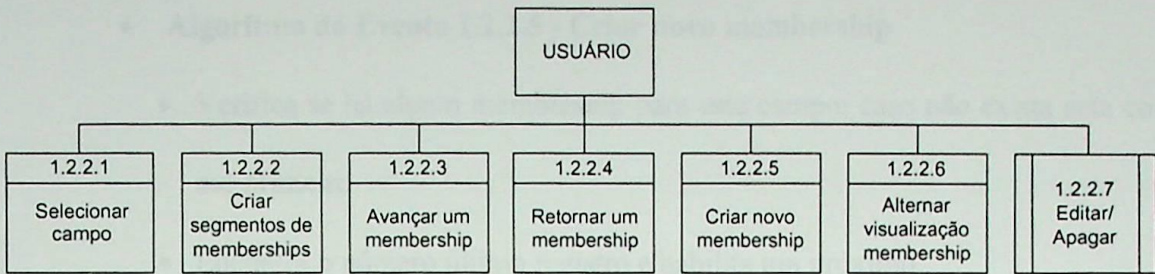 USUÁRIO
1.2.2.1
Selecionar
campo
1.2.2.2
Criar
segmentos de
memberships
1.2.2.3
Avançar um
membership
1.2.2.4
Retornar um
membership
1.2.2.5
Criar novo
membership
1.2.2.6
Alternar
visualização
membership
1.2.2.7
Editar/
Apagar